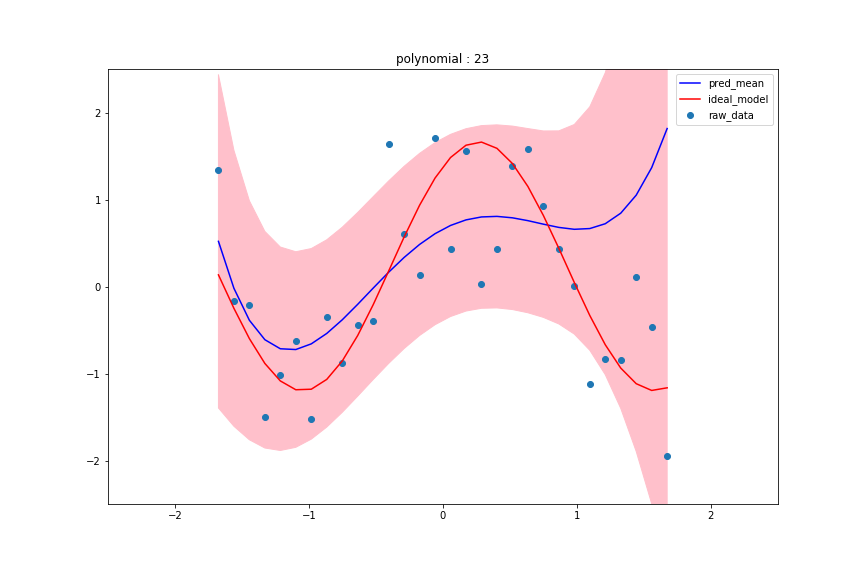 polynomial : 23
pred_mean
ideal_model
raw_data
2
1
0
−1
−2
−2
−1
0
1
2